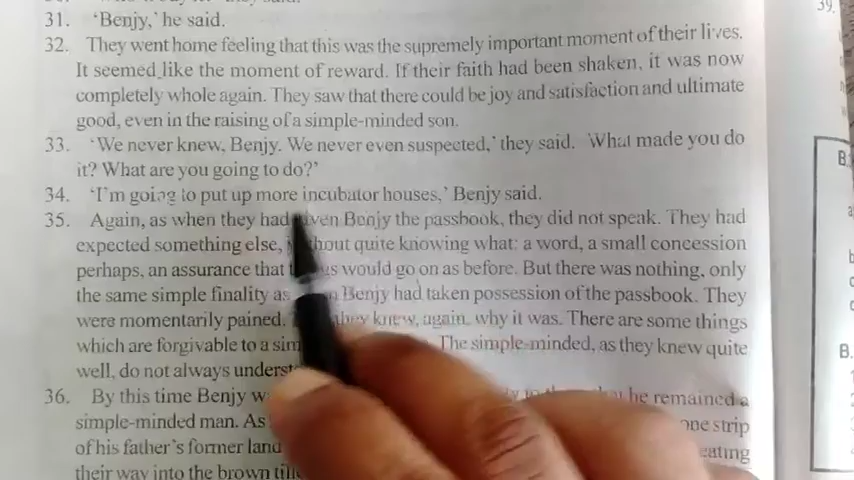 39.
31. 'Benjy,' he said.
32. They went home feeling that this was the supremely important moment of their lives.
It seemed like the moment of reward. If their faith had been shaken, it was now
completely whole again. They saw that there could be joy and satisfaction and ultimate
good, even in the raising of a simple-minded son.
33. 'We never knew, Benjy. We never even suspected,' they said. What made you do
it? What are you going to do?'
34. 'I'm going to put up more incubator houses,' Benjy said.
35. Again, as when they had Benjy the passbook, they did not speak. They had
expected something else, quite knowing what: a word, a small concession
perhaps, an assurance that would go on as before. But there was nothing, only
the same simple finality as Benjy had taken possession of the passbook. They
were momentarily pained. they knew, again, why it was. There are some things
which are forgivable to a The simple-minded, as they knew quite
well, do not always
36. By this time Benjy he remained a
simple-minded man. As strip
of his father's former land
their way into the brown
B.
B.